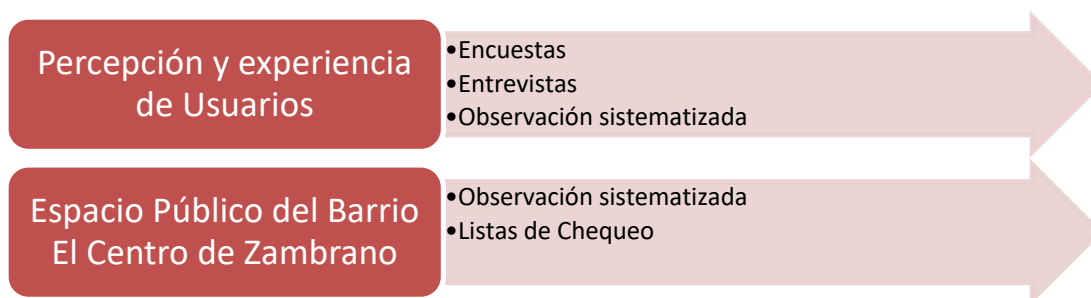 Percepción y experiencia
de Usuarios
•Encuestas
•Entrevistas
•Observación sistematizada
Espacio Público del Barrio
El Centro de Zambrano
•Observación sistematizada
•Listas de Chequeo